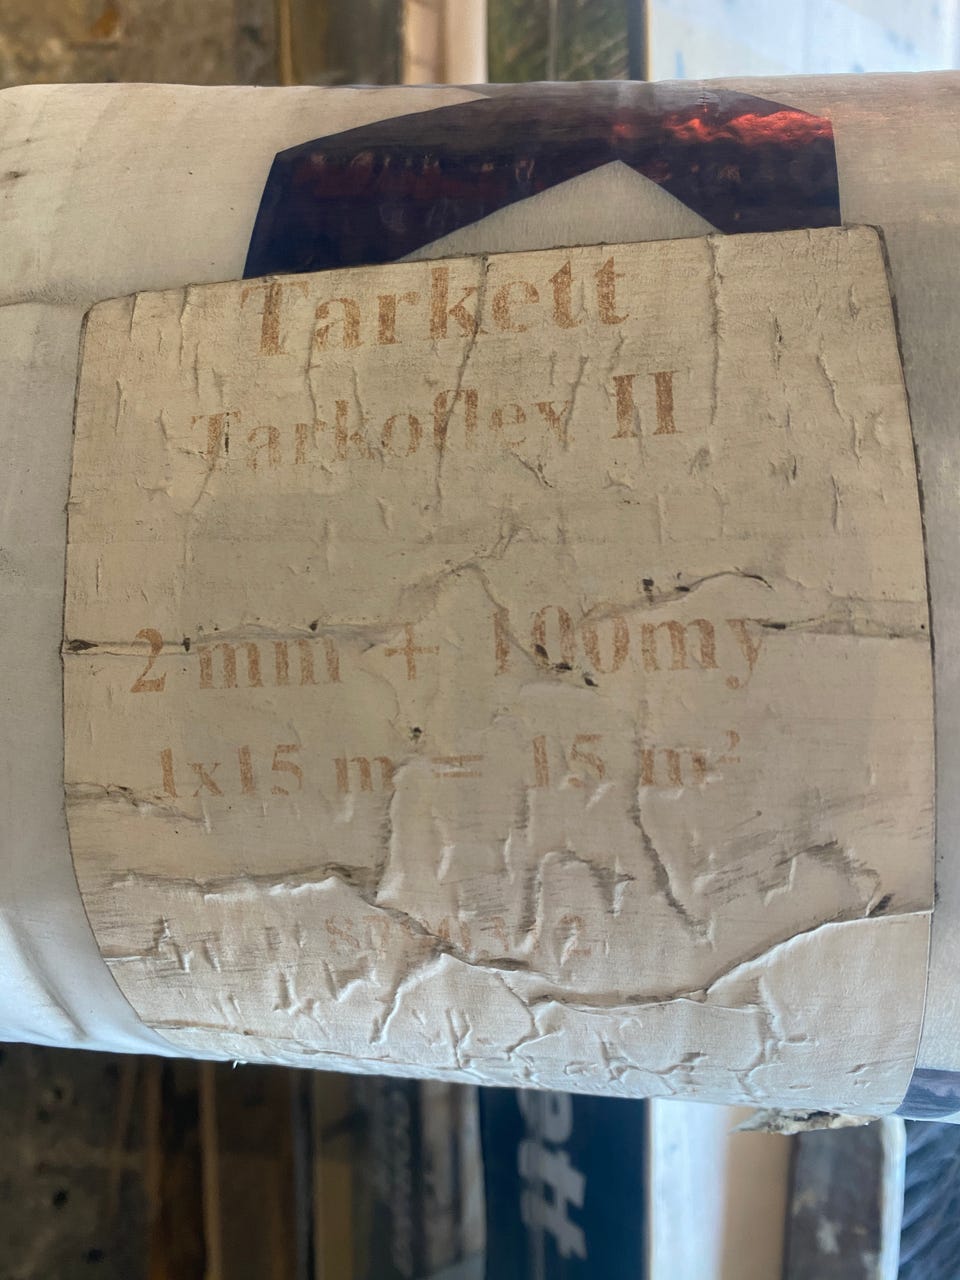 Tarkett
Tarkoflex II
2 mm + 100my
1x15 m = 15 m²